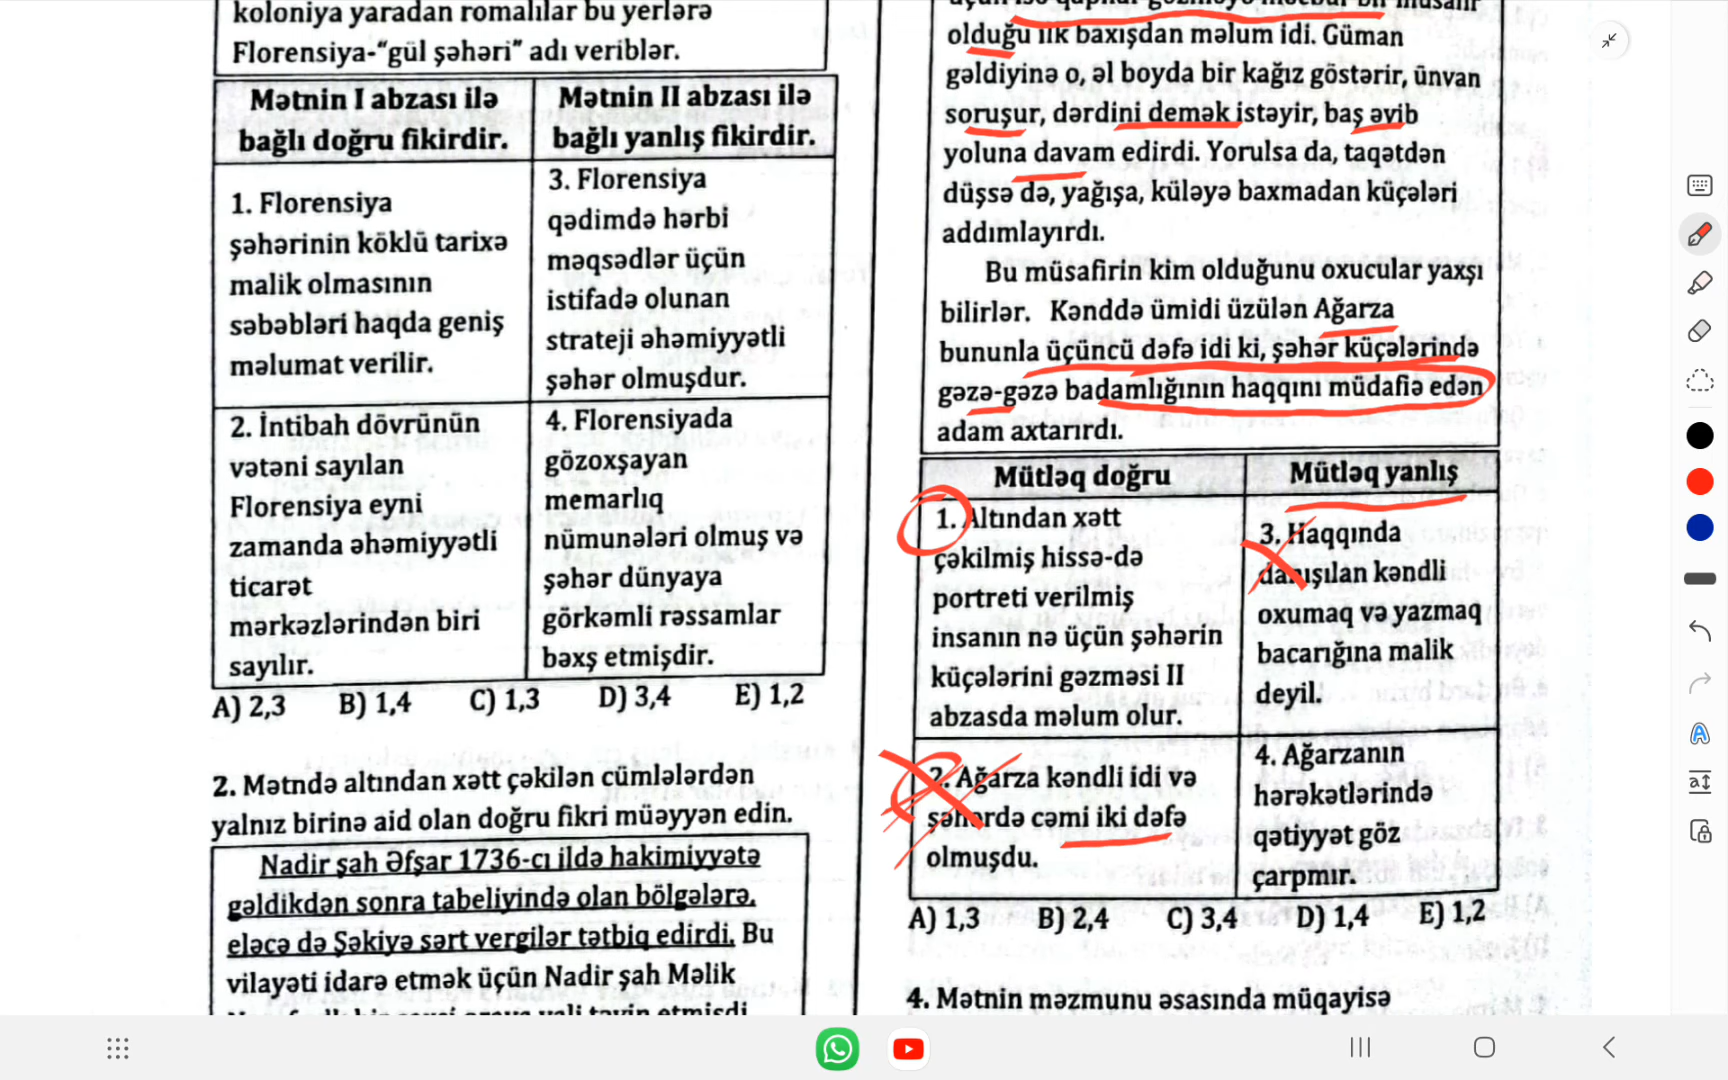 koloniya yaradan romalılar bu yerlərə
Florensiya-“gül şəhəri” adı veriblər.
Mətnin I abzası ilə
bağlı doğru fikirdir.
Mətnin II abzası ilə
bağlı yanlış fikirdir.
1. Florensiya
şəhərinin köklü tarixə
malik olmasının
səbəbləri haqda geniş
məlumat verilir.
3. Florensiya
qədimdə hərbi
məqsədlər üçün
istifadə olunan
strateji əhəmiyyətli
şəhər olmuşdur.
2. İntibah dövrünün
vətəni sayılan
Florensiya eyni
zamanda əhəmiyyətli
ticarət
mərkəzlərindən biri
sayılır.
4. Florensiyada
gözoxşayan
memarlıq
nümunələri olmuş və
şəhər dünyaya
görkəmli rəssamlar
bəxş etmişdir.
A) 2,3 B) 1,4 C) 1,3 D) 3,4 E) 1,2
2. Mətndə altından xətt çəkilən cümlələrdən
yalnız birinə aid olan doğru fikri müəyyən edin.
Nadir şah Əfşar 1736-cı ildə hakimiyyətə
gəldikdən sonra tabeliyində olan bölgələrə,
eləcə də Şəkiyə sərt vergilər tətbiq edirdi. Bu
vilayəti idarə etmək üçün Nadir şah Məlik
olduğu ilk baxışdan məlum idi. Güman
gəldiyinə o, əl boyda bir kağız göstərir, ünvan
soruşur, dərdini demək istəyir, baş əyib
yoluna davam edirdi. Yorulsa da, taqətdən
düşsə də, yağışa, küləyə baxmadan küçələri
addımlayırdı.
Bu müsafirin kim olduğunu oxucular yaxşı
bilirlər. Kənddə ümidi üzülən Ağarza
bununla üçüncü dəfə idi ki, şəhər küçələrində
gəzə-gəzə badamlığının haqqını müdafiə edən
adam axtarırdı.
Mütləq doğru
Mütləq yanlış
1. Altından xətt
çəkilmiş hissə-də
portreti verilmiş
insanın nə üçün şəhərin
küçələrini gəzməsi II
abzasda məlum olur.
3. Haqqında
danışılan kəndli
oxumaq və yazmaq
bacarığına malik
deyil.
2. Ağarza kəndli idi və
şəhərdə cəmi iki dəfə
olmuşdu.
4. Ağarzanın
hərəkətlərində
qətiyyət göz
çarpmır.
A) 1,3 B) 2,4 C) 3,4 D) 1,4 E) 1,2
4. Mətnin məzmunu əsasında müqayisə